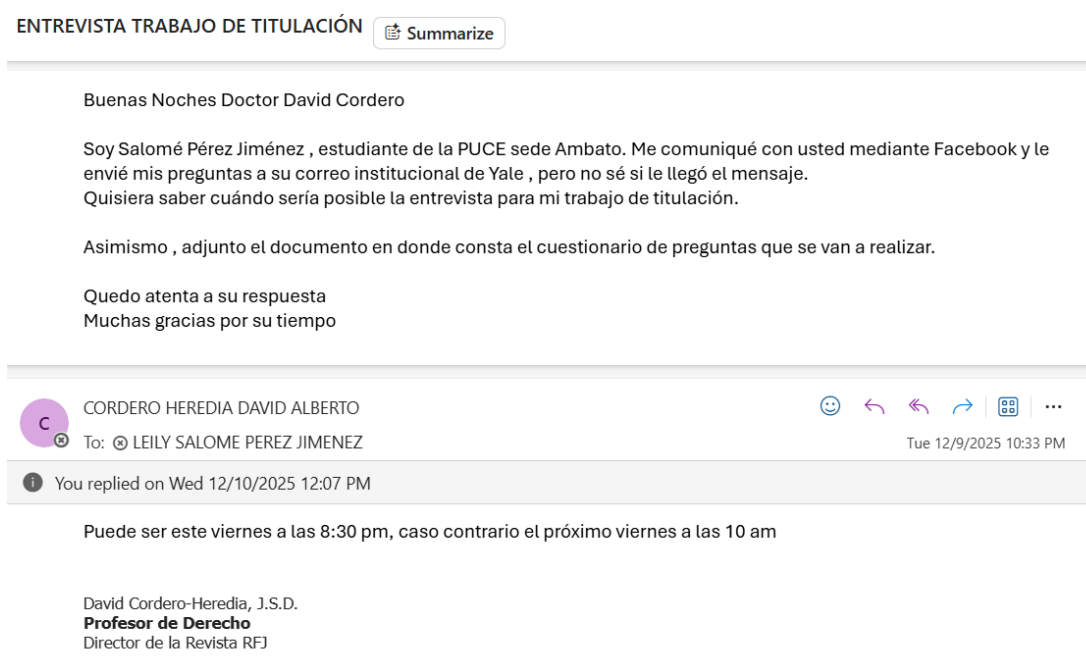 ENTREVISTA TRABAJO DE TITULACIÓN
Summarize
Buenas Noches Doctor David Cordero
Soy Salomé Pérez Jiménez , estudiante de la PUCE sede Ambato. Me comuniqué con usted mediante Facebook y le
envié mis preguntas a su correo institucional de Yale , pero no sé si le llegó el mensaje.
Quisiera saber cuándo sería posible la entrevista para mi trabajo de titulación.
Asimismo , adjunto el documento en donde consta el cuestionario de preguntas que se van a realizar.
Quedo atenta a su respuesta
Muchas gracias por su tiempo
C
CORDERO HEREDIA DAVID ALBERTO
To: LEILY SALOME PEREZ JIMENEZ
Tue 12/9/2025 10:33 PM
You replied on Wed 12/10/2025 12:07 PM
Puede ser este viernes a las 8:30 pm, caso contrario el próximo viernes a las 10 am
David Cordero-Heredia, J.S.D.
Profesor de Derecho
Director de la Revista RFJ